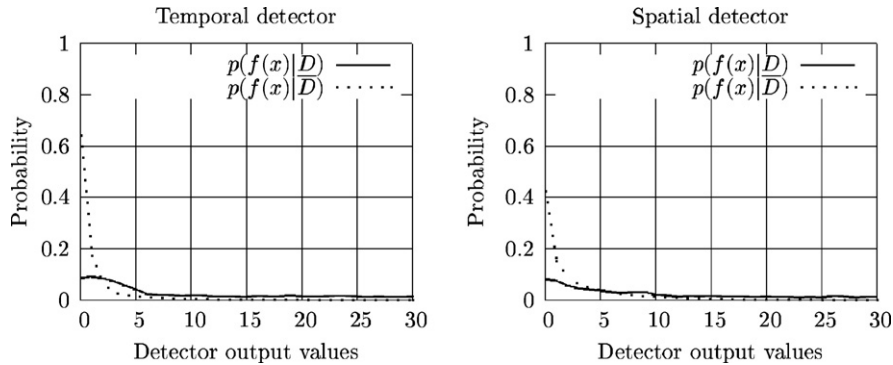 Temporal detector
1
0.8
0.6
0.4
0.2
0
Probability
p(f(x)|D)
p(f(x)|D̅)
0 5 10 15 20 25 30
Detector output values
Spatial detector
1
0.8
0.6
0.4
0.2
0
Probability
p(f(x)|D)
p(f(x)|D̅)
0 5 10 15 20 25 30
Detector output values